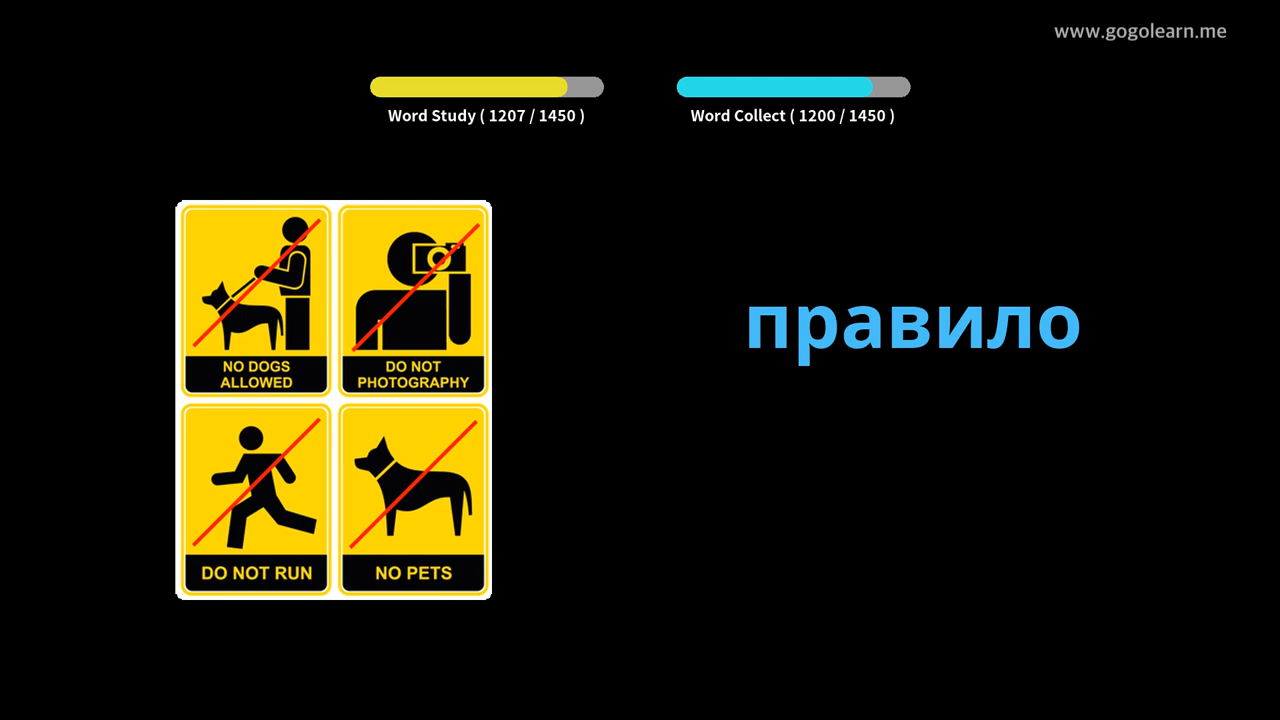 www.gogolearn.me
Word Study ( 1207 / 1450 )
Word Collect ( 1200 / 1450 )
NO DOGS
ALLOWED
DO NOT
PHOTOGRAPHY
DO NOT RUN
NO PETS
правило